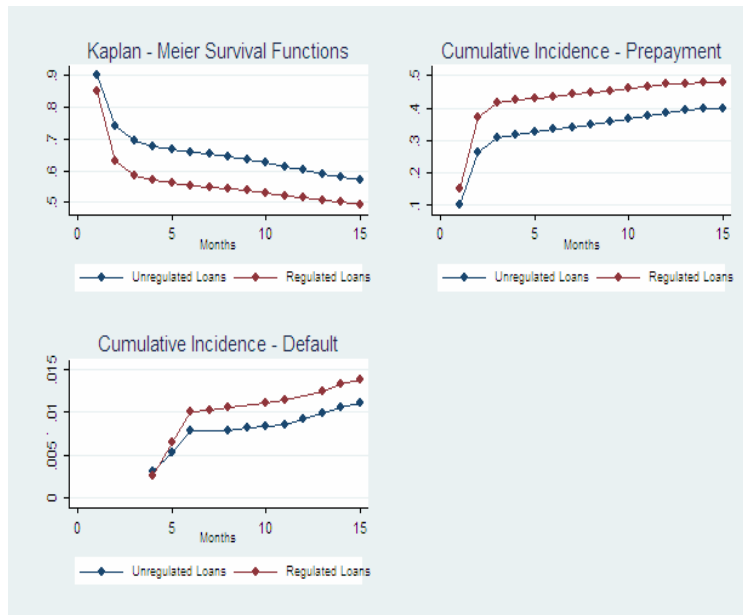 Kaplan - Meier Survival Functions
.9
.8
.7
.6
.5
0 5 10 15
Months
Unregulated Loans Regulated Loans
Cumulative Incidence - Prepayment
.5
.4
.3
.2
.1
0 5 10 15
Months
Unregulated Loans Regulated Loans
Cumulative Incidence - Default
.015
.01
.005
0
0 5 10 15
Months
Unregulated Loans Regulated Loans